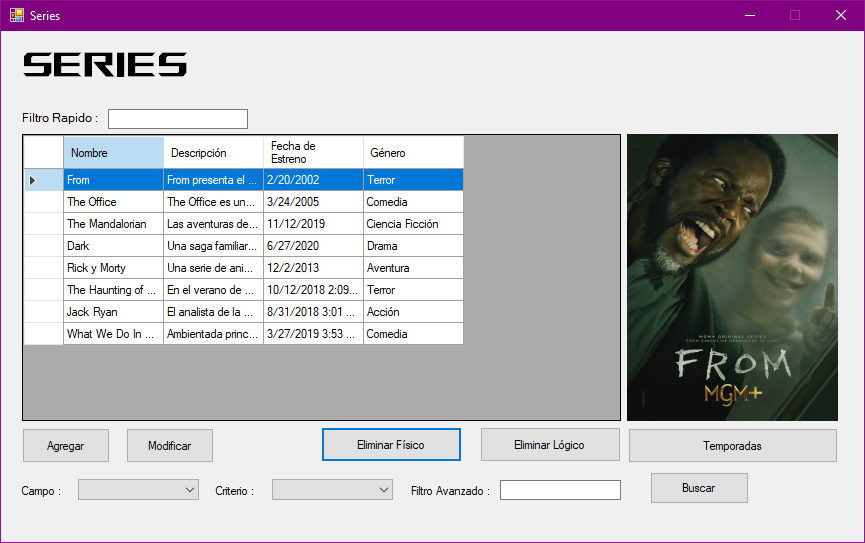 Series
SERIES
Filtro Rapido :
Nombre Descripción Fecha de Estreno Género
From From presenta el ... 2/20/2002 Terror
The Office The Office es un... 3/24/2005 Comedia
The Mandalorian Las aventuras de... 11/12/2019 Ciencia Ficción
Dark Una saga familiar... 6/27/2020 Drama
Rick y Morty Una serie de ani... 12/2/2013 Aventura
The Haunting of ... En el verano de ... 10/12/2018 2:09... Terror
Jack Ryan El analista de la ... 8/31/2018 3:01 ... Acción
What We Do In ... Ambientada princ... 3/27/2019 3:53 ... Comedia
MGM+ ORIGINAL SERIES
FROM EXECUTIVE PRODUCERS OF LOST
FROM
MGM+
Agregar Modificar Eliminar Físico Eliminar Lógico Temporadas
Campo : Criterio : Filtro Avanzado : Buscar